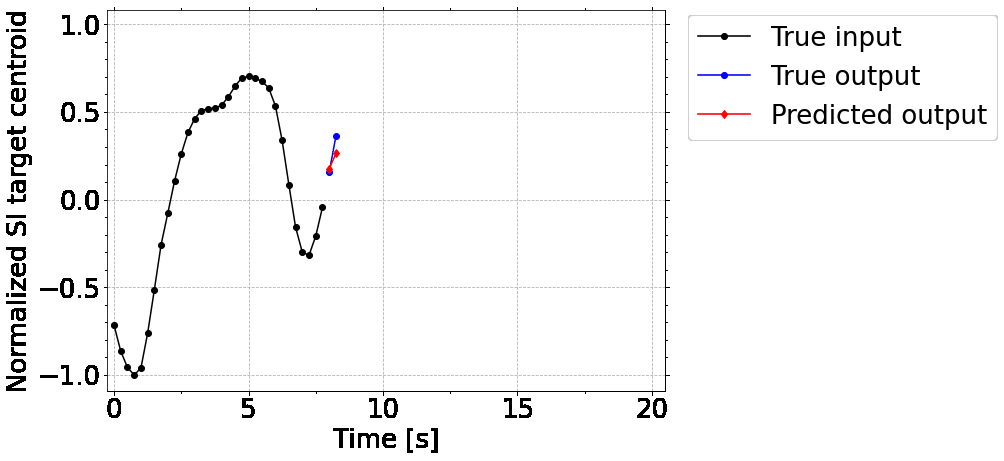 Normalized SI target centroid
1.0
0.5
0.0
−0.5
−1.0
0 5 10 15 20
Time [s]
True input
True output
Predicted output